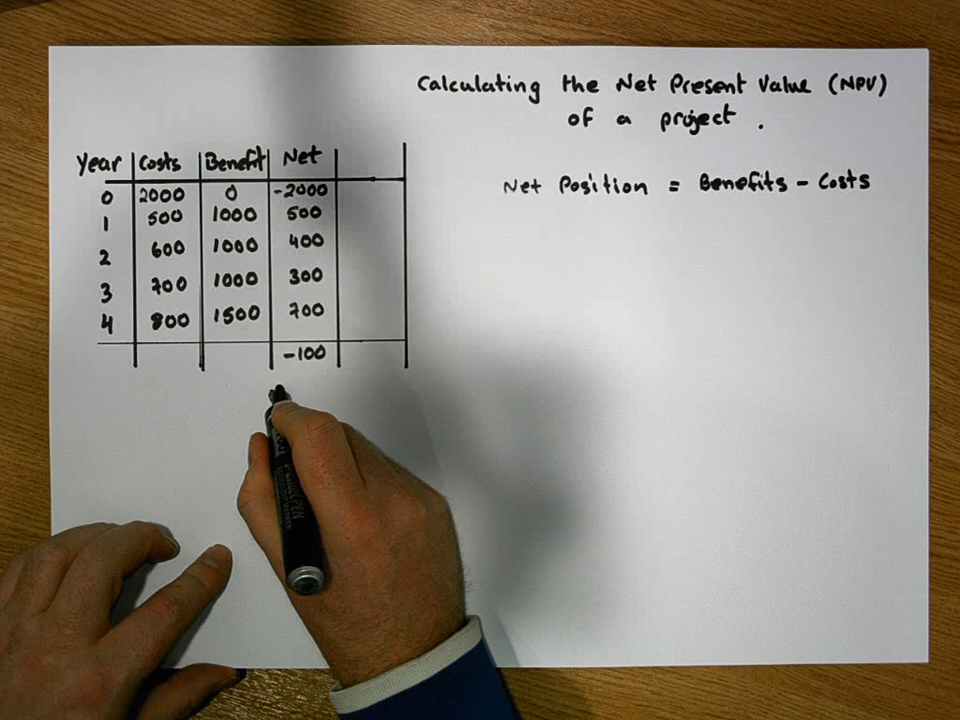 Calculating the Net Present Value (NPV)
of a project.
Net Position = Benefits - Costs
Year Costs Benefit Net
0 2000 0 -2000
1 500 1000 500
2 600 1000 400
3 700 1000 300
4 800 1500 700
-100